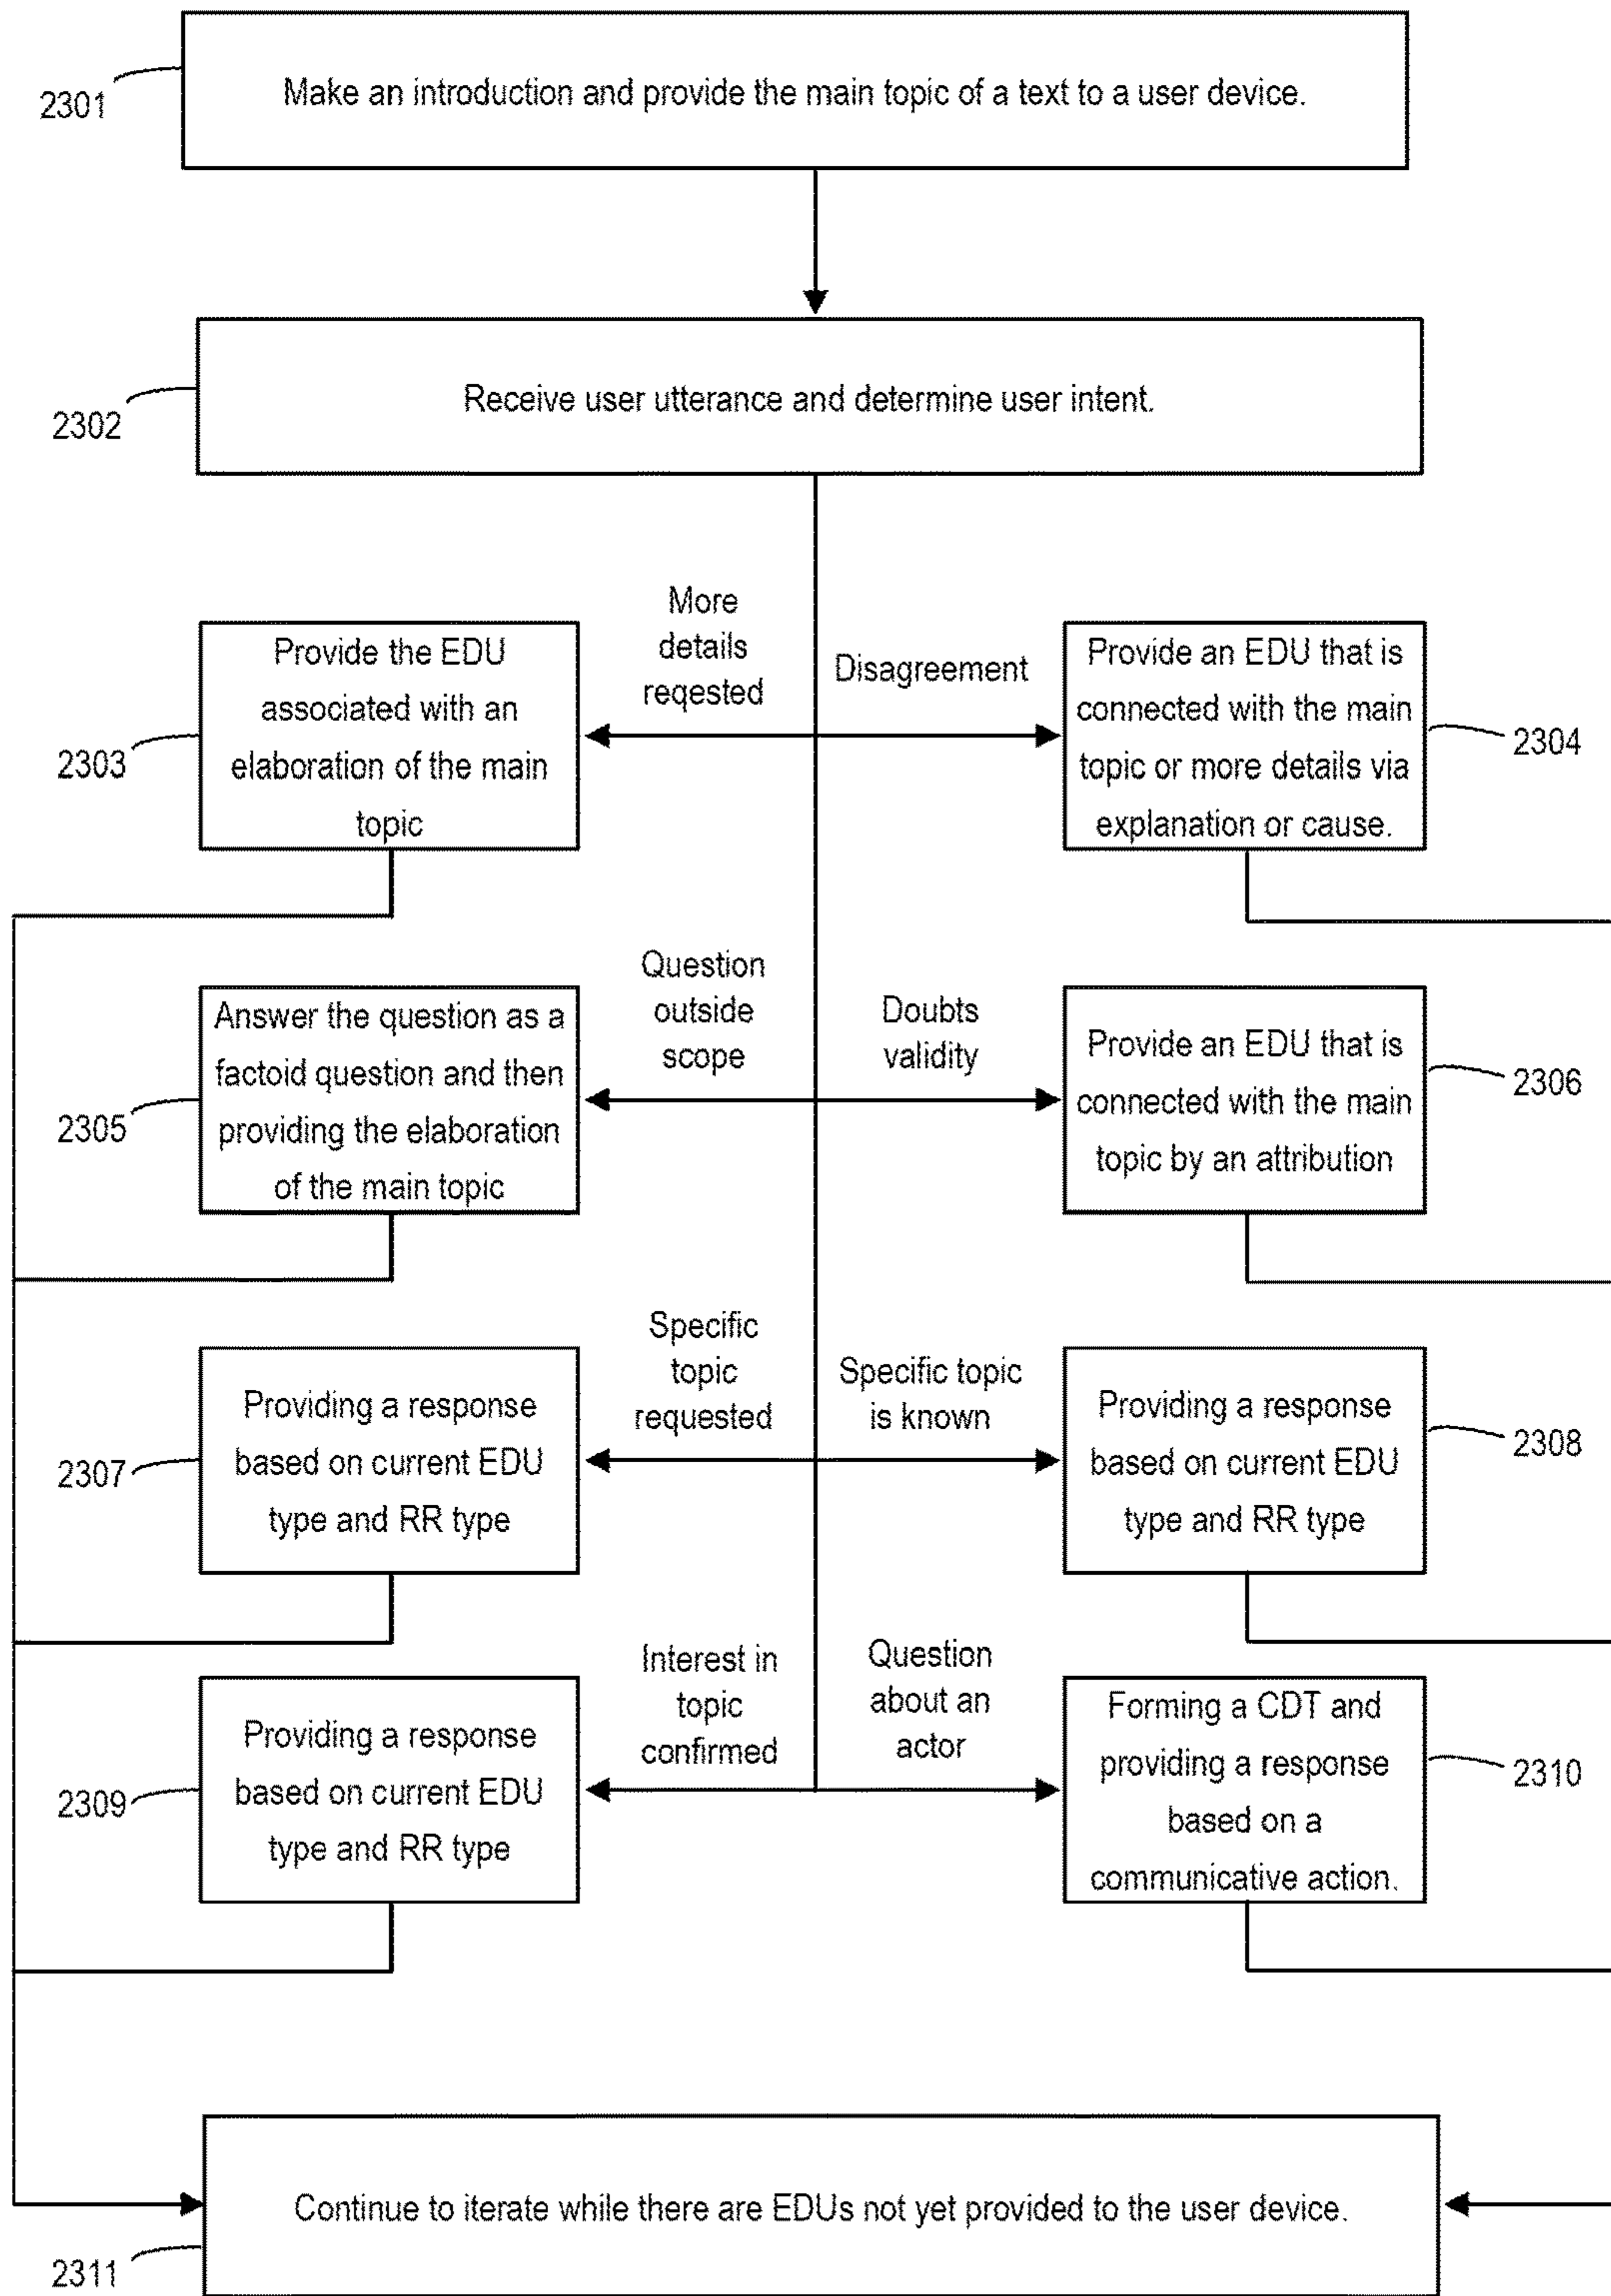 Make an introduction and provide the main topic of a text to a user device.
2301
Receive user utterance and determine user intent.
2302
More
details
reqested
Disagreement
Provide the EDU
associated with an
elaboration of the main
topic
2303
Provide an EDU that is
connected with the main
topic or more details via
explanation or cause.
2304
Question
outside
scope
Doubts
validity
Answer the question as a
factoid question and then
providing the elaboration
of the main topic
2305
Provide an EDU that is
connected with the main
topic by an attribution
2306
Specific
topic
requested
Specific topic
is known
Providing a response
based on current EDU
type and RR type
2307
Providing a response
based on current EDU
type and RR type
2308
Interest in
topic
confirmed
Question
about an
actor
Providing a response
based on current EDU
type and RR type
2309
Forming a CDT and
providing a response
based on a
communicative action.
2310
Continue to iterate while there are EDUs not yet provided to the user device.
2311